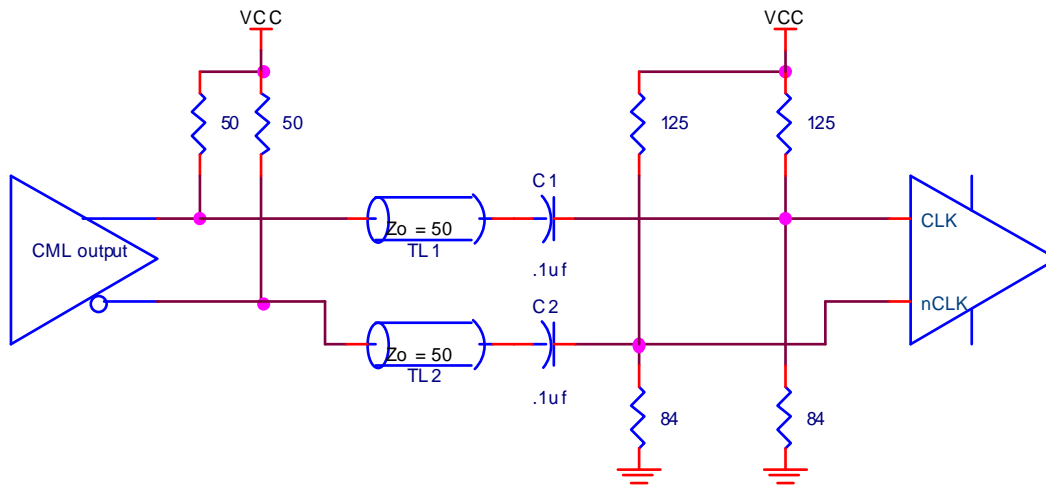 VCC
VCC
50
50
125
125
C1
CML output
Zo = 50
TL1
.1uf
CLK
C2
nCLK
Zo = 50
TL2
.1uf
84
84